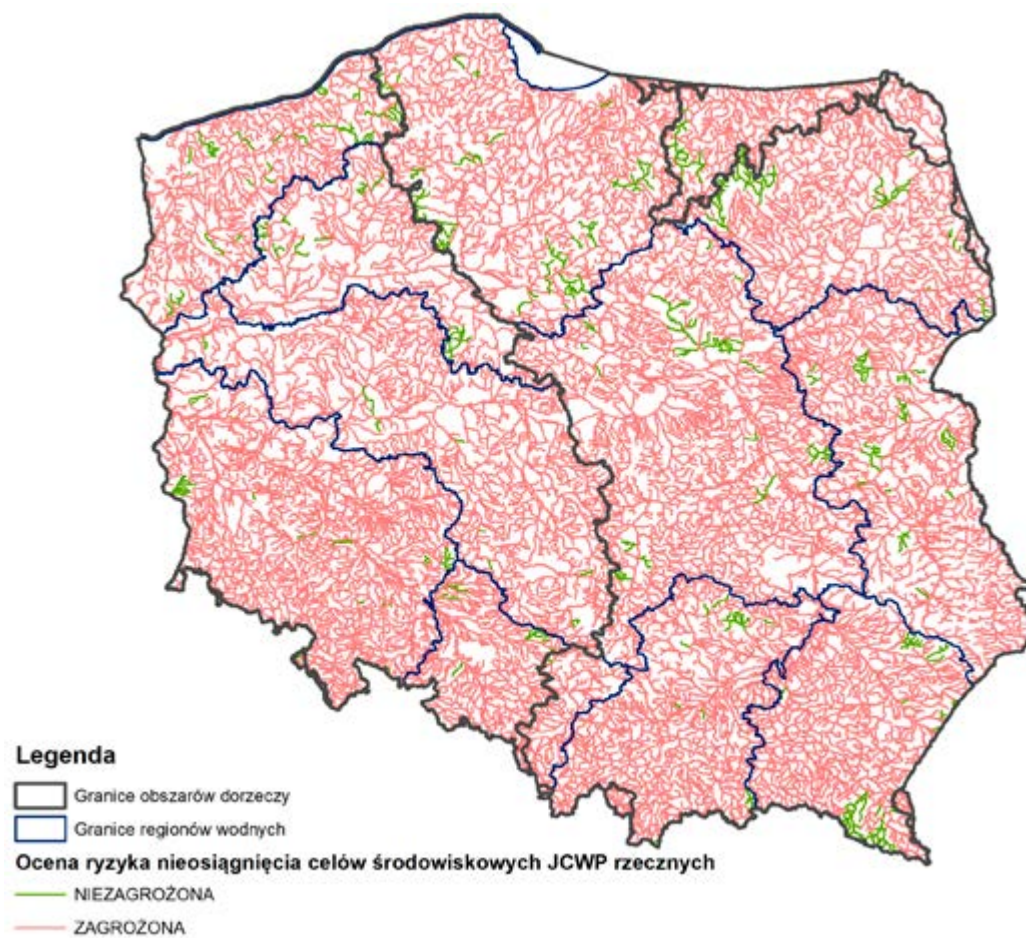 Legenda
Granice obszarów dorzeczy
Granice regionów wodnych
Ocena ryzyka nieosiągnięcia celów środowiskowych JCWP rzecznych
NIEZAGROŻONA
ZAGROŻONA